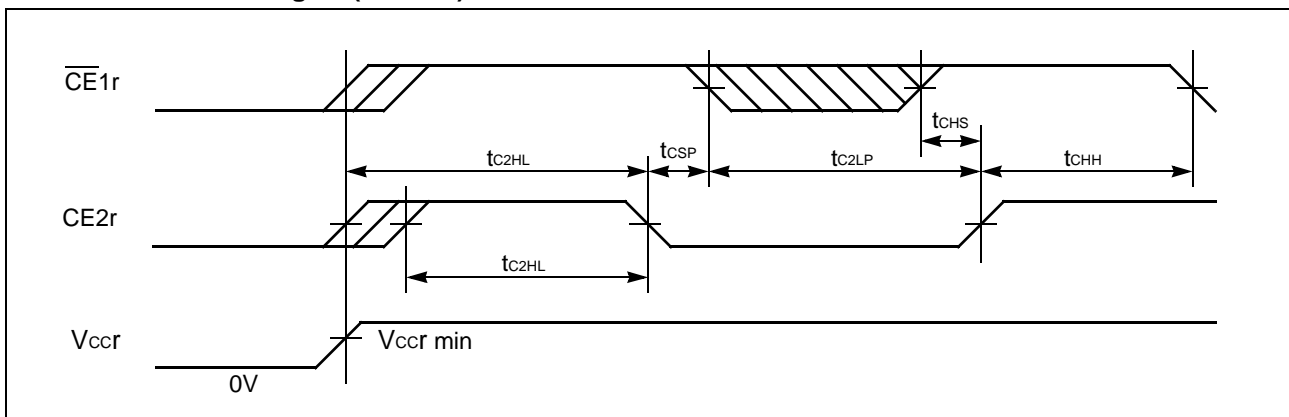 CE1r
tCHS
tC2HL
tCSP
tC2LP
tCHH
CE2r
tC2HL
VCCr
VCCr min
0V